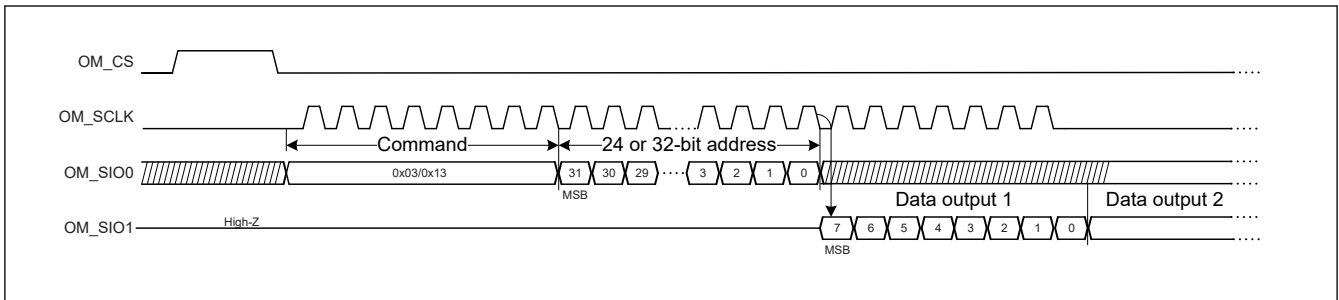 OM_CS
OM_SCLK
Command 24 or 32-bit address
OM_SIO0 0x03/0x13 31 30 29 3 2 1 0
MSB
Data output 1 Data output 2
OM_SIO1 High-Z 7 6 5 4 3 2 1 0
MSB